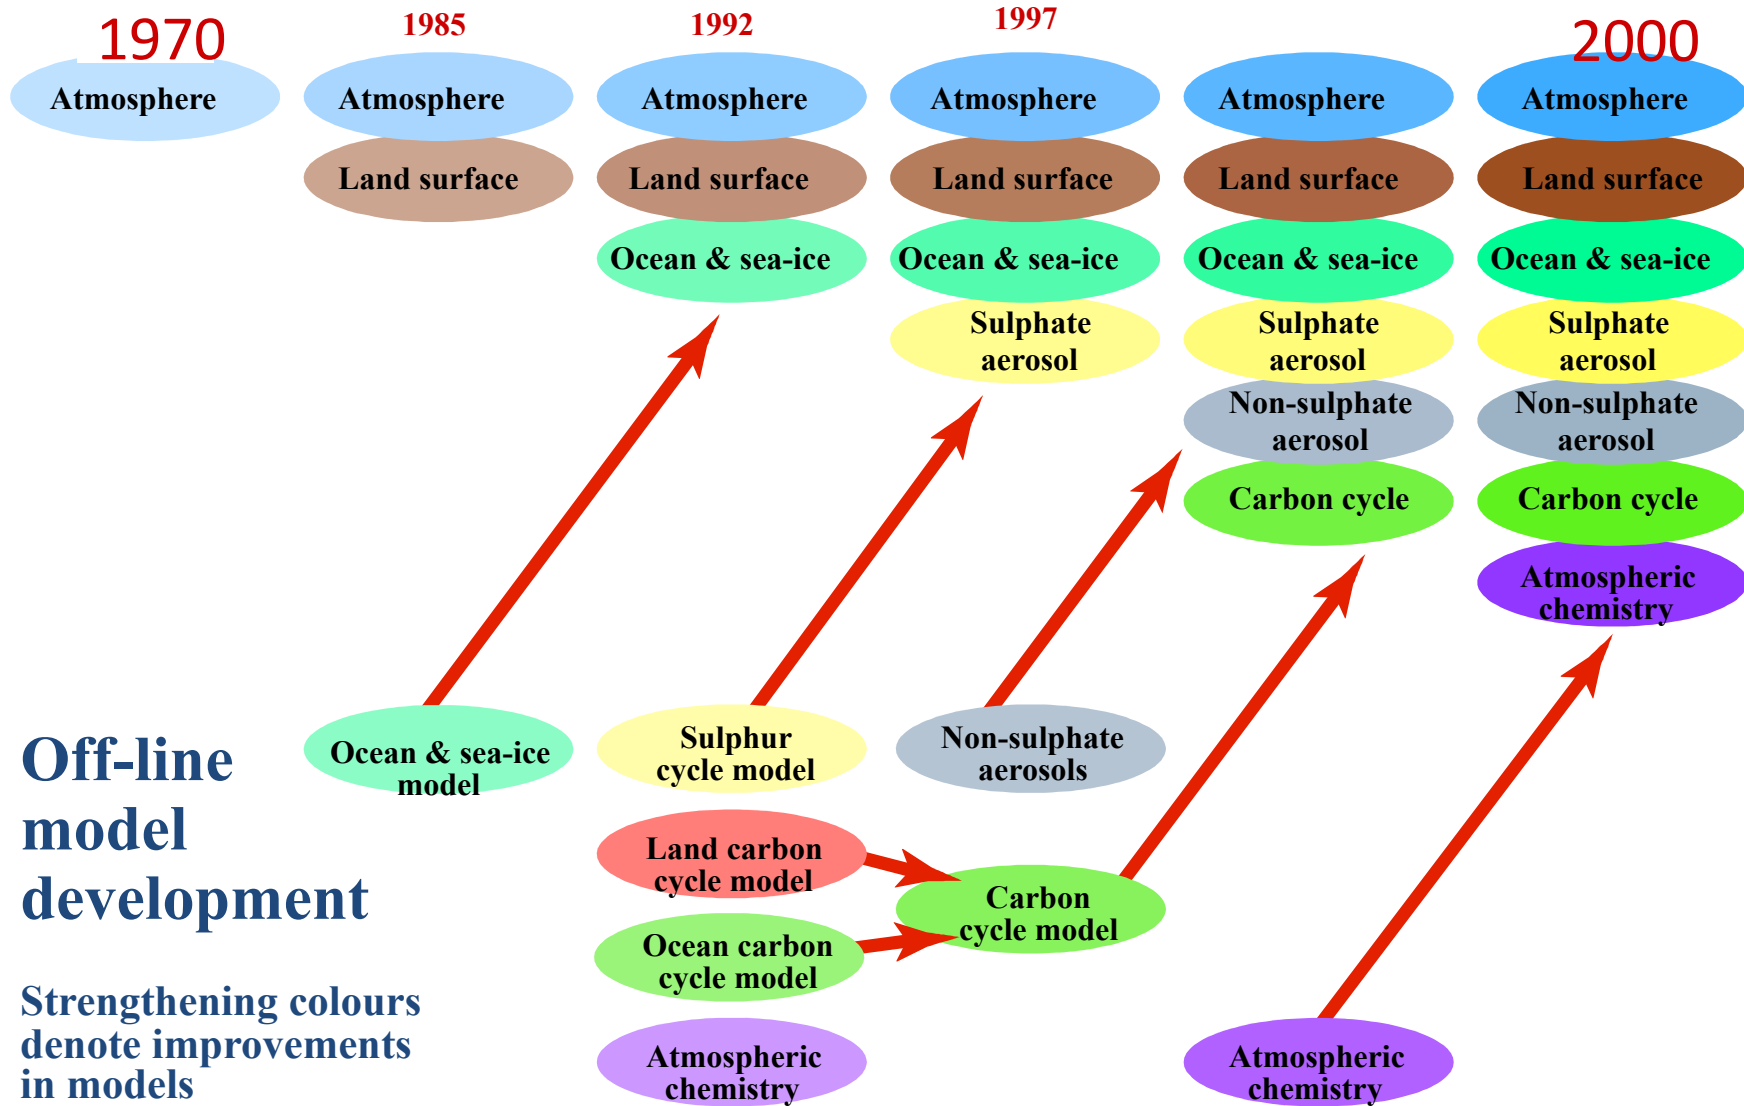 1970
1985
1992
1997
2000
Atmosphere
Atmosphere
Atmosphere
Atmosphere
Atmosphere
Atmosphere
Land surface
Land surface
Land surface
Land surface
Land surface
Ocean & sea-ice
Ocean & sea-ice
Ocean & sea-ice
Ocean & sea-ice
Sulphate
aerosol
Sulphate
aerosol
Sulphate
aerosol
Non-sulphate
aerosol
Non-sulphate
aerosol
Carbon cycle
Carbon cycle
Atmospheric
chemistry
Off-line
model
development
Ocean & sea-ice
model
Sulphur
cycle model
Non-sulphate
aerosols
Land carbon
cycle model
Carbon
cycle model
Ocean carbon
cycle model
Strengthening colours
denote improvements
in models
Atmospheric
chemistry
Atmospheric
chemistry